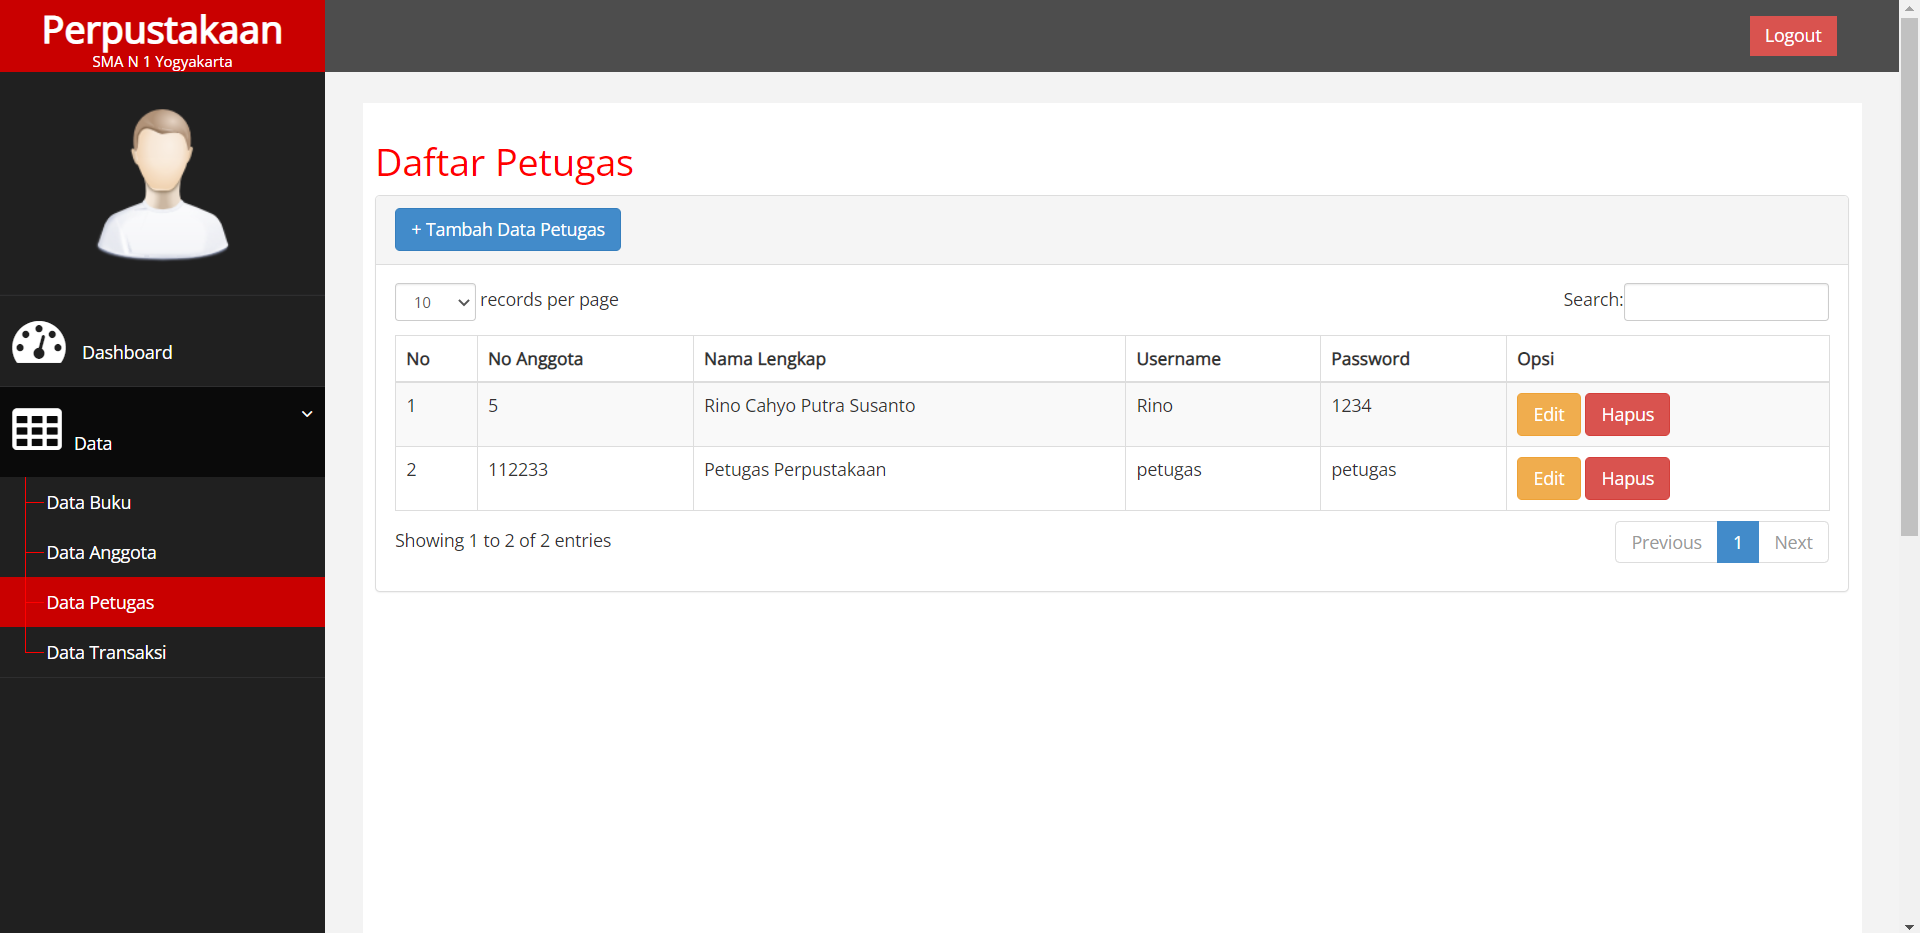 Perpustakaan
SMA N 1 Yogyakarta
Logout
Dashboard
Data
Data Buku
Data Anggota
Data Petugas
Data Transaksi
Daftar Petugas
+ Tambah Data Petugas
10 records per page Search:
No No Anggota Nama Lengkap Username Password Opsi
1 5 Rino Cahyo Putra Susanto Rino 1234 Edit Hapus
2 112233 Petugas Perpustakaan petugas petugas Edit Hapus
Showing 1 to 2 of 2 entries Previous 1 Next